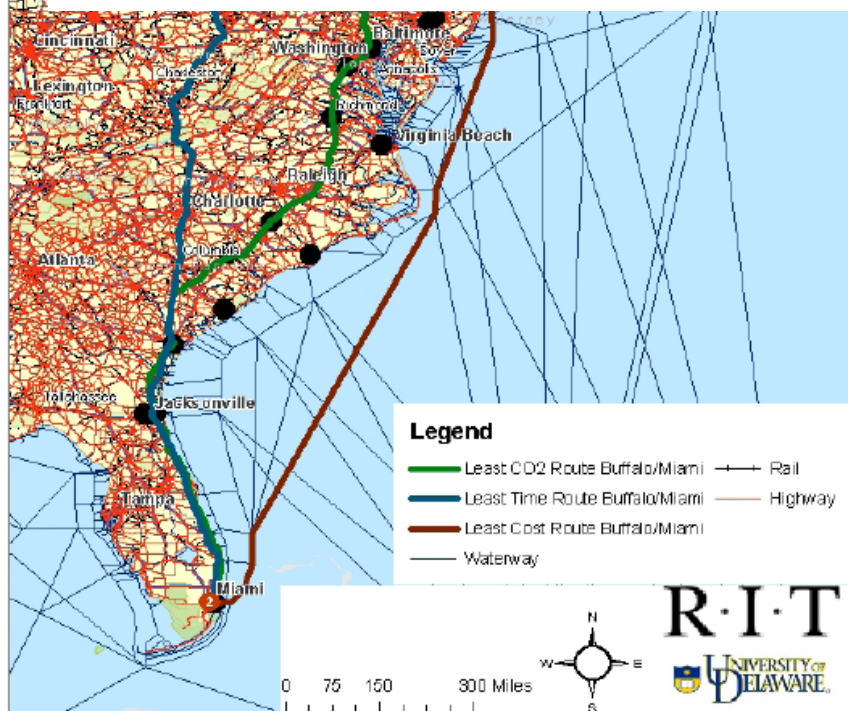 Cincinnati
Baltimore
Washington
Dover
Annapolis
Charleston
Lexington
Frankfort
Richmond
Virginia Beach
Raleigh
Charlotte
Columbia
Atlanta
Jacksonville
Tampa
Miami
2
Legend
Least CO2 Route Buffalo/Miami
Rail
Least Time Route Buffalo/Miami
Highway
Least Cost Route Buffalo/Miami
Waterway
R·I·T
N
W
E
S
0 75 150 300 Miles
UNIVERSITY OF
DELAWARE